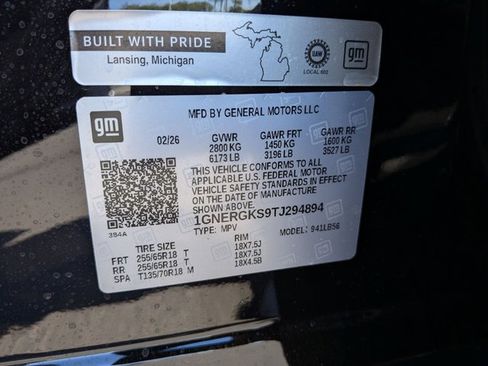 BUILT WITH PRIDE
Lansing, Michigan
UAW
LOCAL 602
gm
gm
MFD BY GENERAL MOTORS LLC
02/26 GVWR GAWR FRT GAWR RR
2800 KG 1450 KG 1600 KG
6173 LB 3196 LB 3527 LB
THIS VEHICLE CONFORMS TO ALL APPLICABLE
U.S. FEDERAL MOTOR
VEHICLE SAFETY STANDARDS IN EFFECT
ON THE DATE OF MANUFACTURE
SHOWN ABOVE.
1GNERGKS9TJ294894
TYPE: MPV MODEL: 941LB56
384A
TIRE SIZE RIM
FRT 255/65R18 T 18X7.5J
RR 255/65R18 T 18X7.5J
SPA T135/70R18 M 18X4.5B